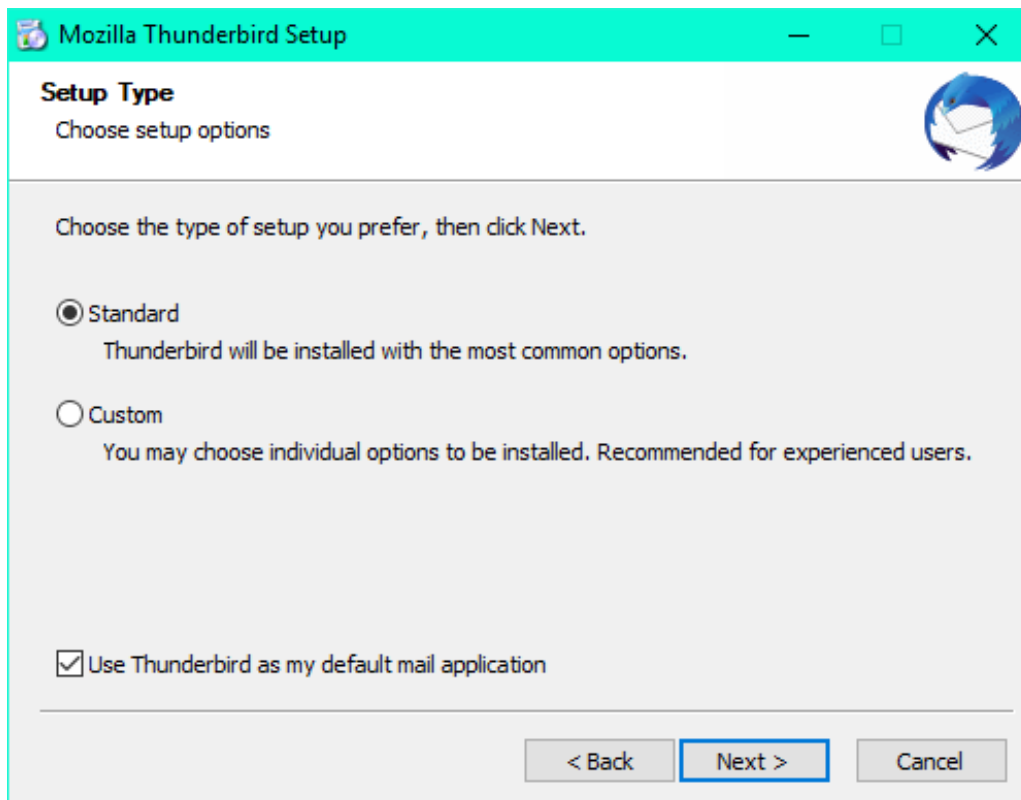 Mozilla Thunderbird Setup
Setup Type
Choose setup options
Choose the type of setup you prefer, then click Next.
Standard
Thunderbird will be installed with the most common options.
Custom
You may choose individual options to be installed. Recommended for experienced users.
Use Thunderbird as my default mail application
< Back Next > Cancel